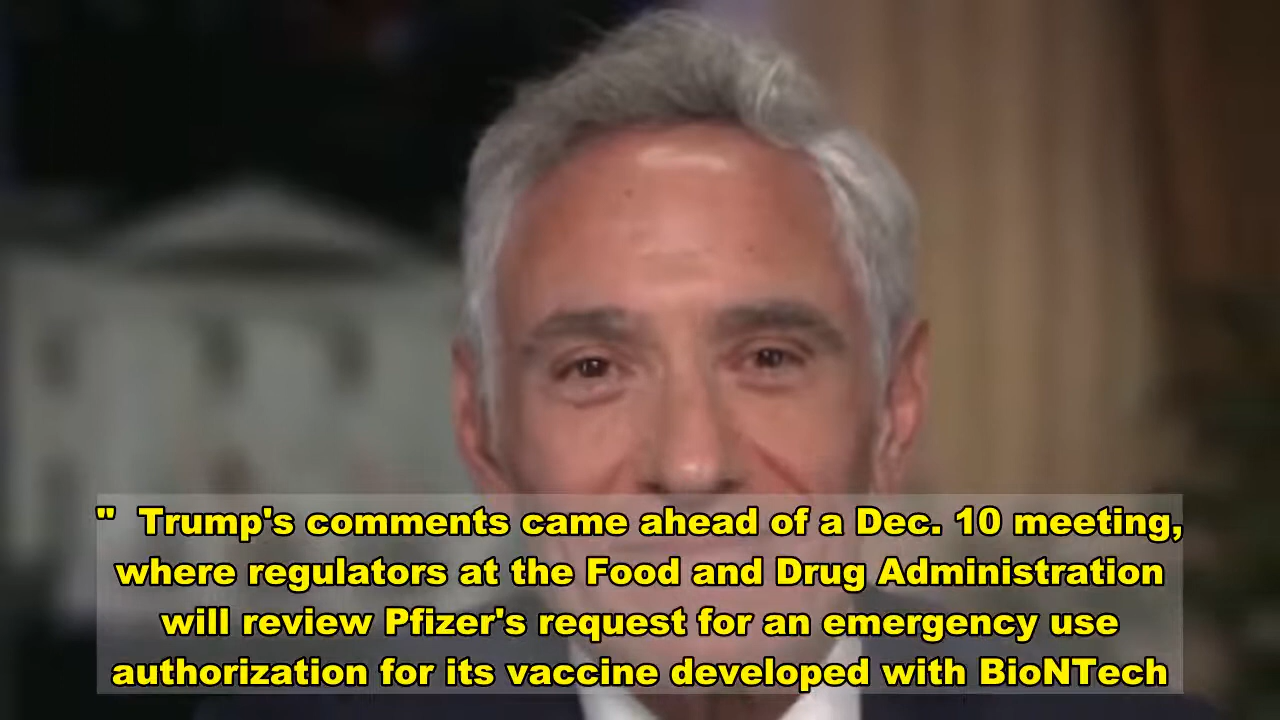 " Trump's comments came ahead of a Dec. 10 meeting,
where regulators at the Food and Drug Administration
will review Pfizer's request for an emergency use
authorization for its vaccine developed with BioNTech